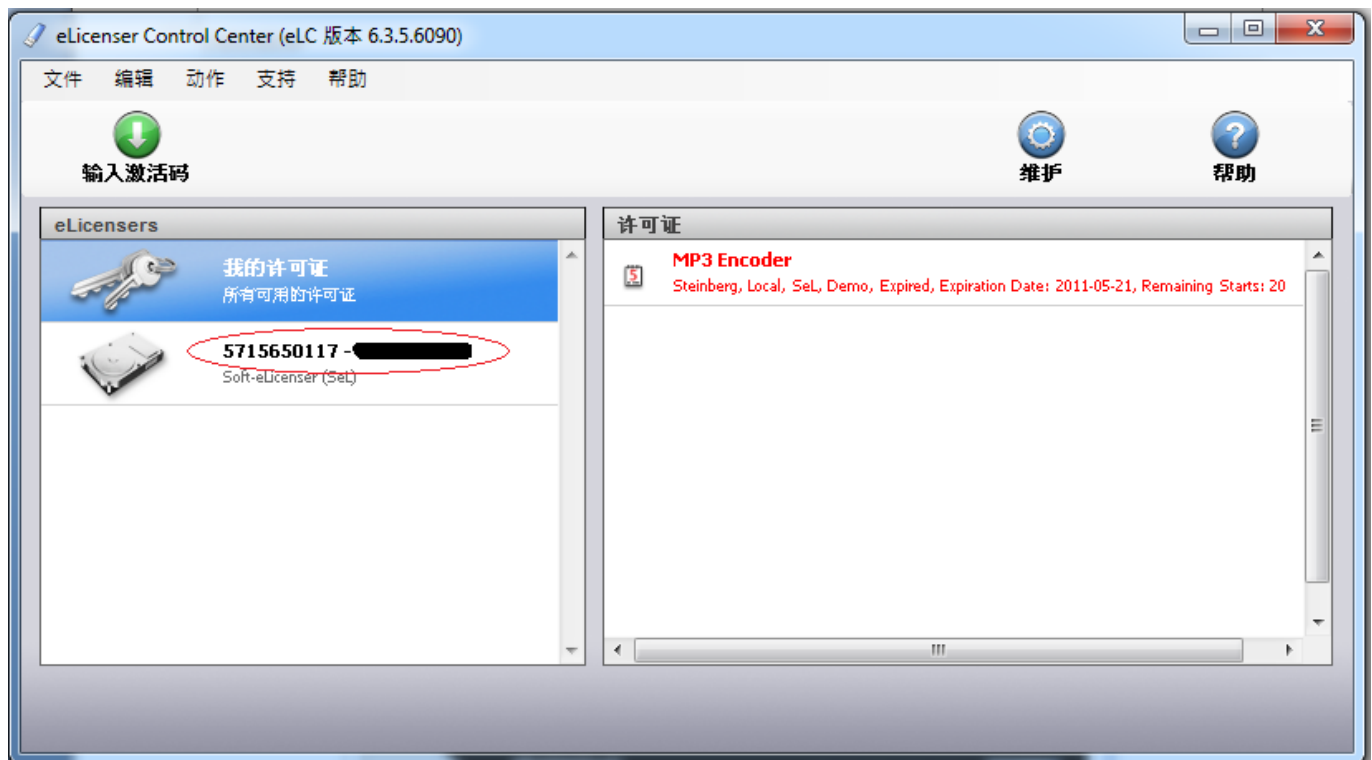 eLicenser Control Center (eLC 版本 6.3.5.6090)
文件 编辑 动作 支持 帮助
输入激活码 维护 帮助
eLicensers
我的许可证
所有可用的许可证
5715650117 -
Soft-eLicenser (SeL)
许可证
5
MP3 Encoder
Steinberg, Local, SeL, Demo, Expired, Expiration Date: 2011-05-21, Remaining Starts: 20